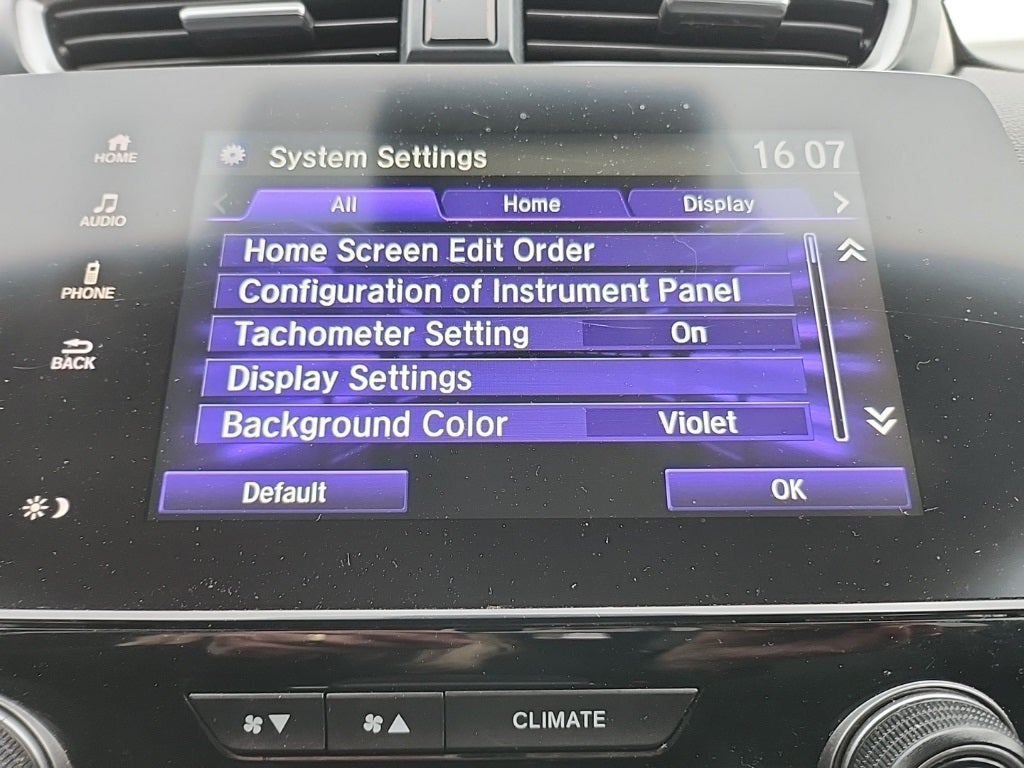 System Settings
16 07
HOME
AUDIO
PHONE
BACK
All
Home
Display
Home Screen Edit Order
Configuration of Instrument Panel
Tachometer Setting
On
Display Settings
Background Color
Violet
Default
OK
CLIMATE